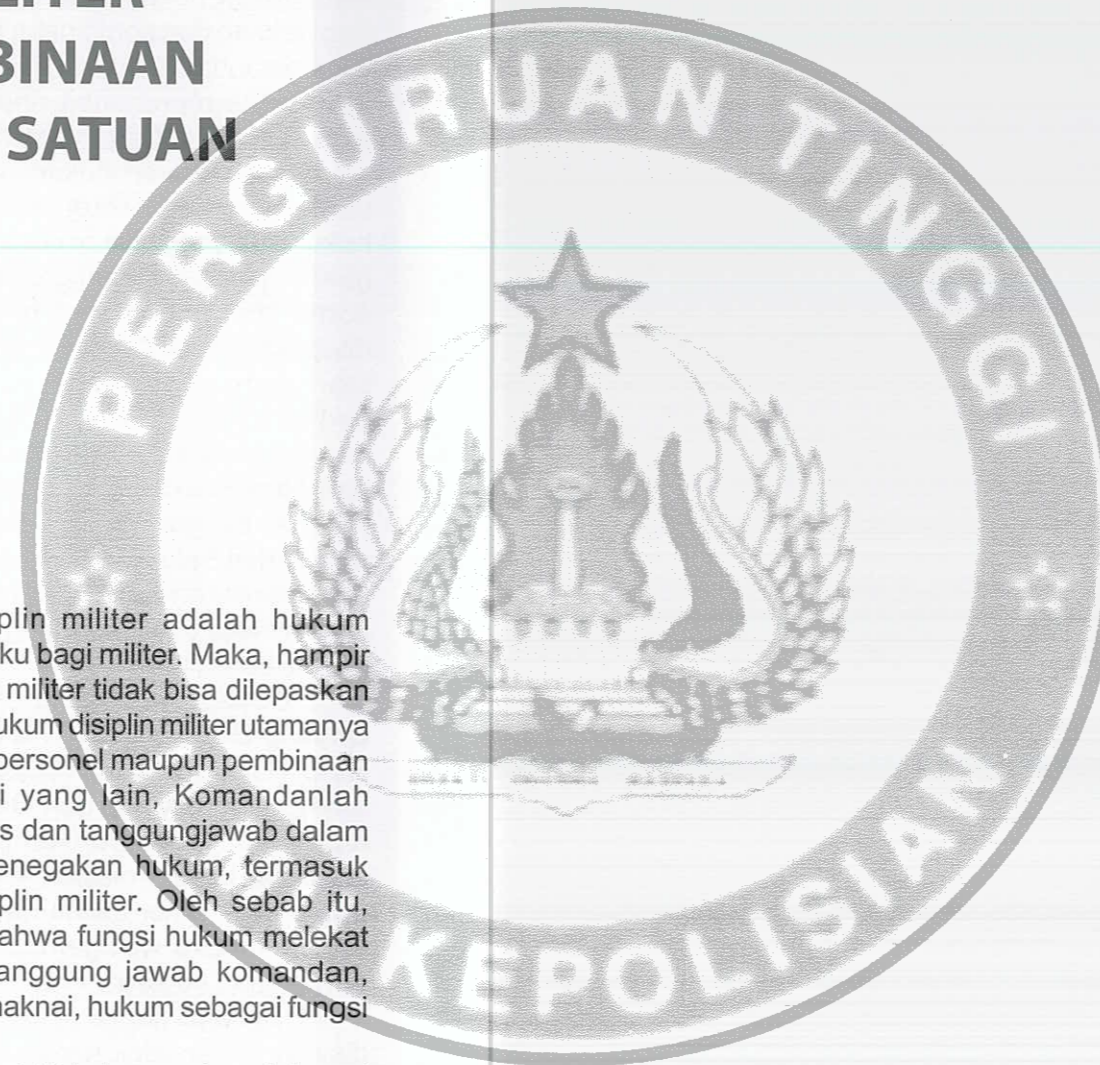 BINAAN
SATUAN
plin militer adalah hukum
ku bagi militer. Maka, hampir
militer tidak bisa dilepaskan
ukum disiplin militer utamanya
personel maupun pembinaan
i yang lain, Komandanlah
s dan tanggungjawab dalam
enegakan hukum, termasuk
plin militer. Oleh sebab itu,
ahwa fungsi hukum melekat
anggung jawab komandan,
naknai, hukum sebagai fungsi
PERGURUAN TINGGI
KEPOLISIAN